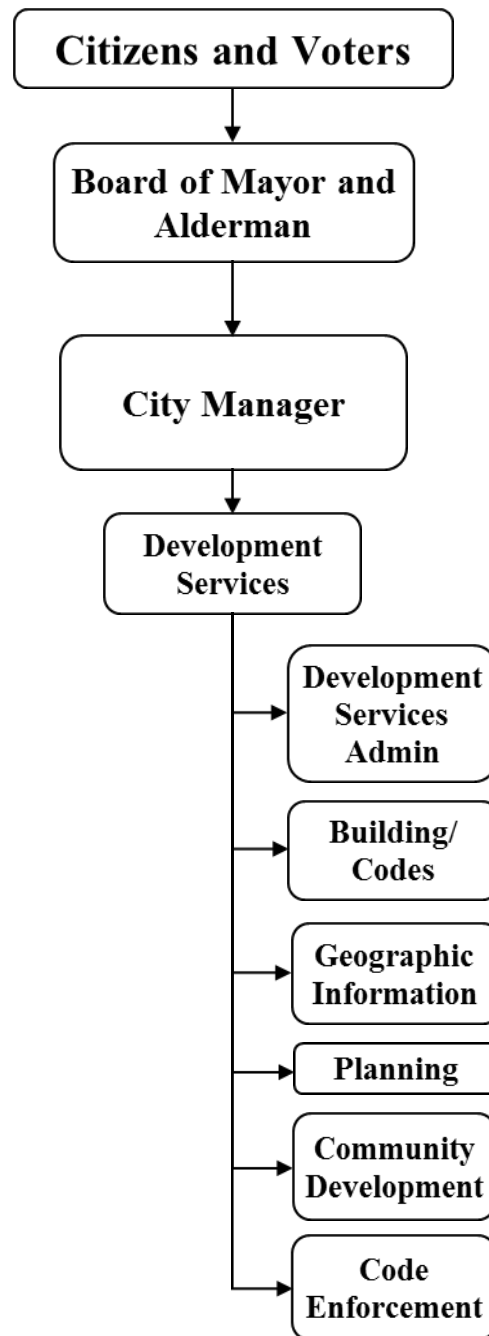 Citizens and Voters
Board of Mayor and
Alderman
City Manager
Development
Services
Development
Services
Admin
Building/
Codes
Geographic
Information
Planning
Community
Development
Code
Enforcement